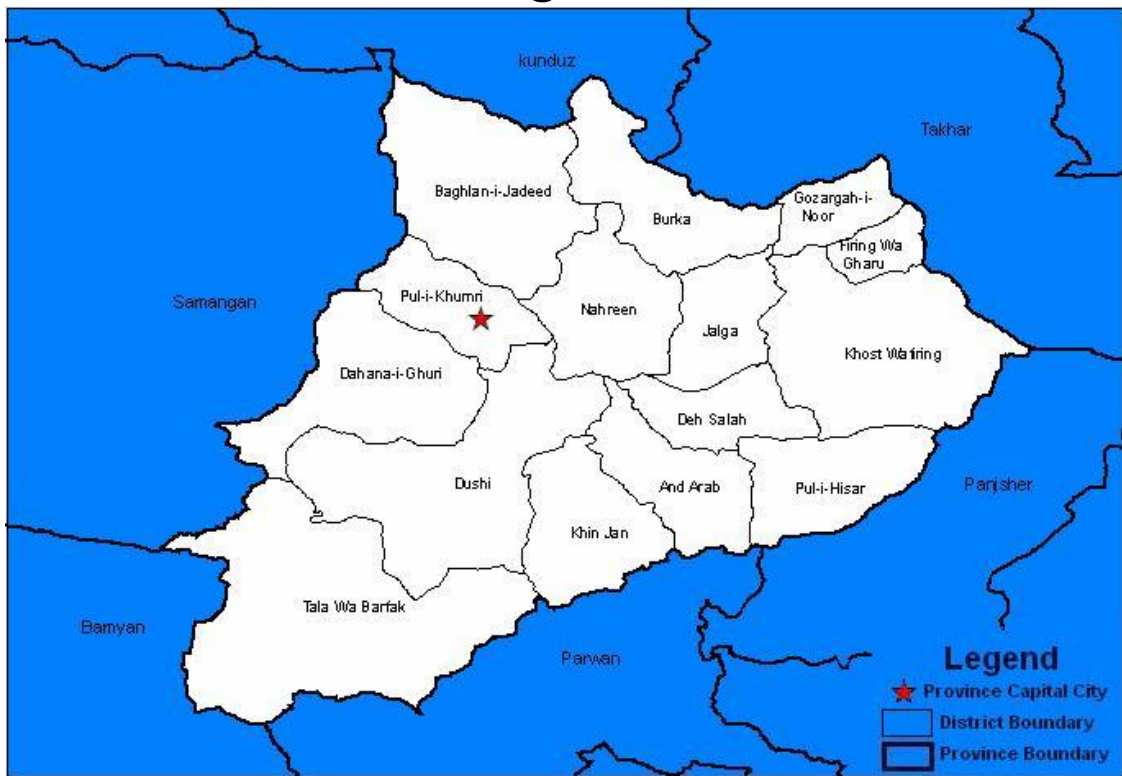 kunduz
Takhar
Baghlan-i-Jadeed
Burka
Gozargah-i-
Noor
Firing Wa
Gharu
Samangan
Pul-i-Khumri
Nahreen
Jalga
Khost Wafiring
Dahana-i-Ghuri
Deh Salah
Dushi
And Arab
Pul-i-Hisar
Panjsher
Khin Jan
Tala Wa Barfak
Bamyan
Parwan
Legend
Province Capital City
District Boundary
Province Boundary